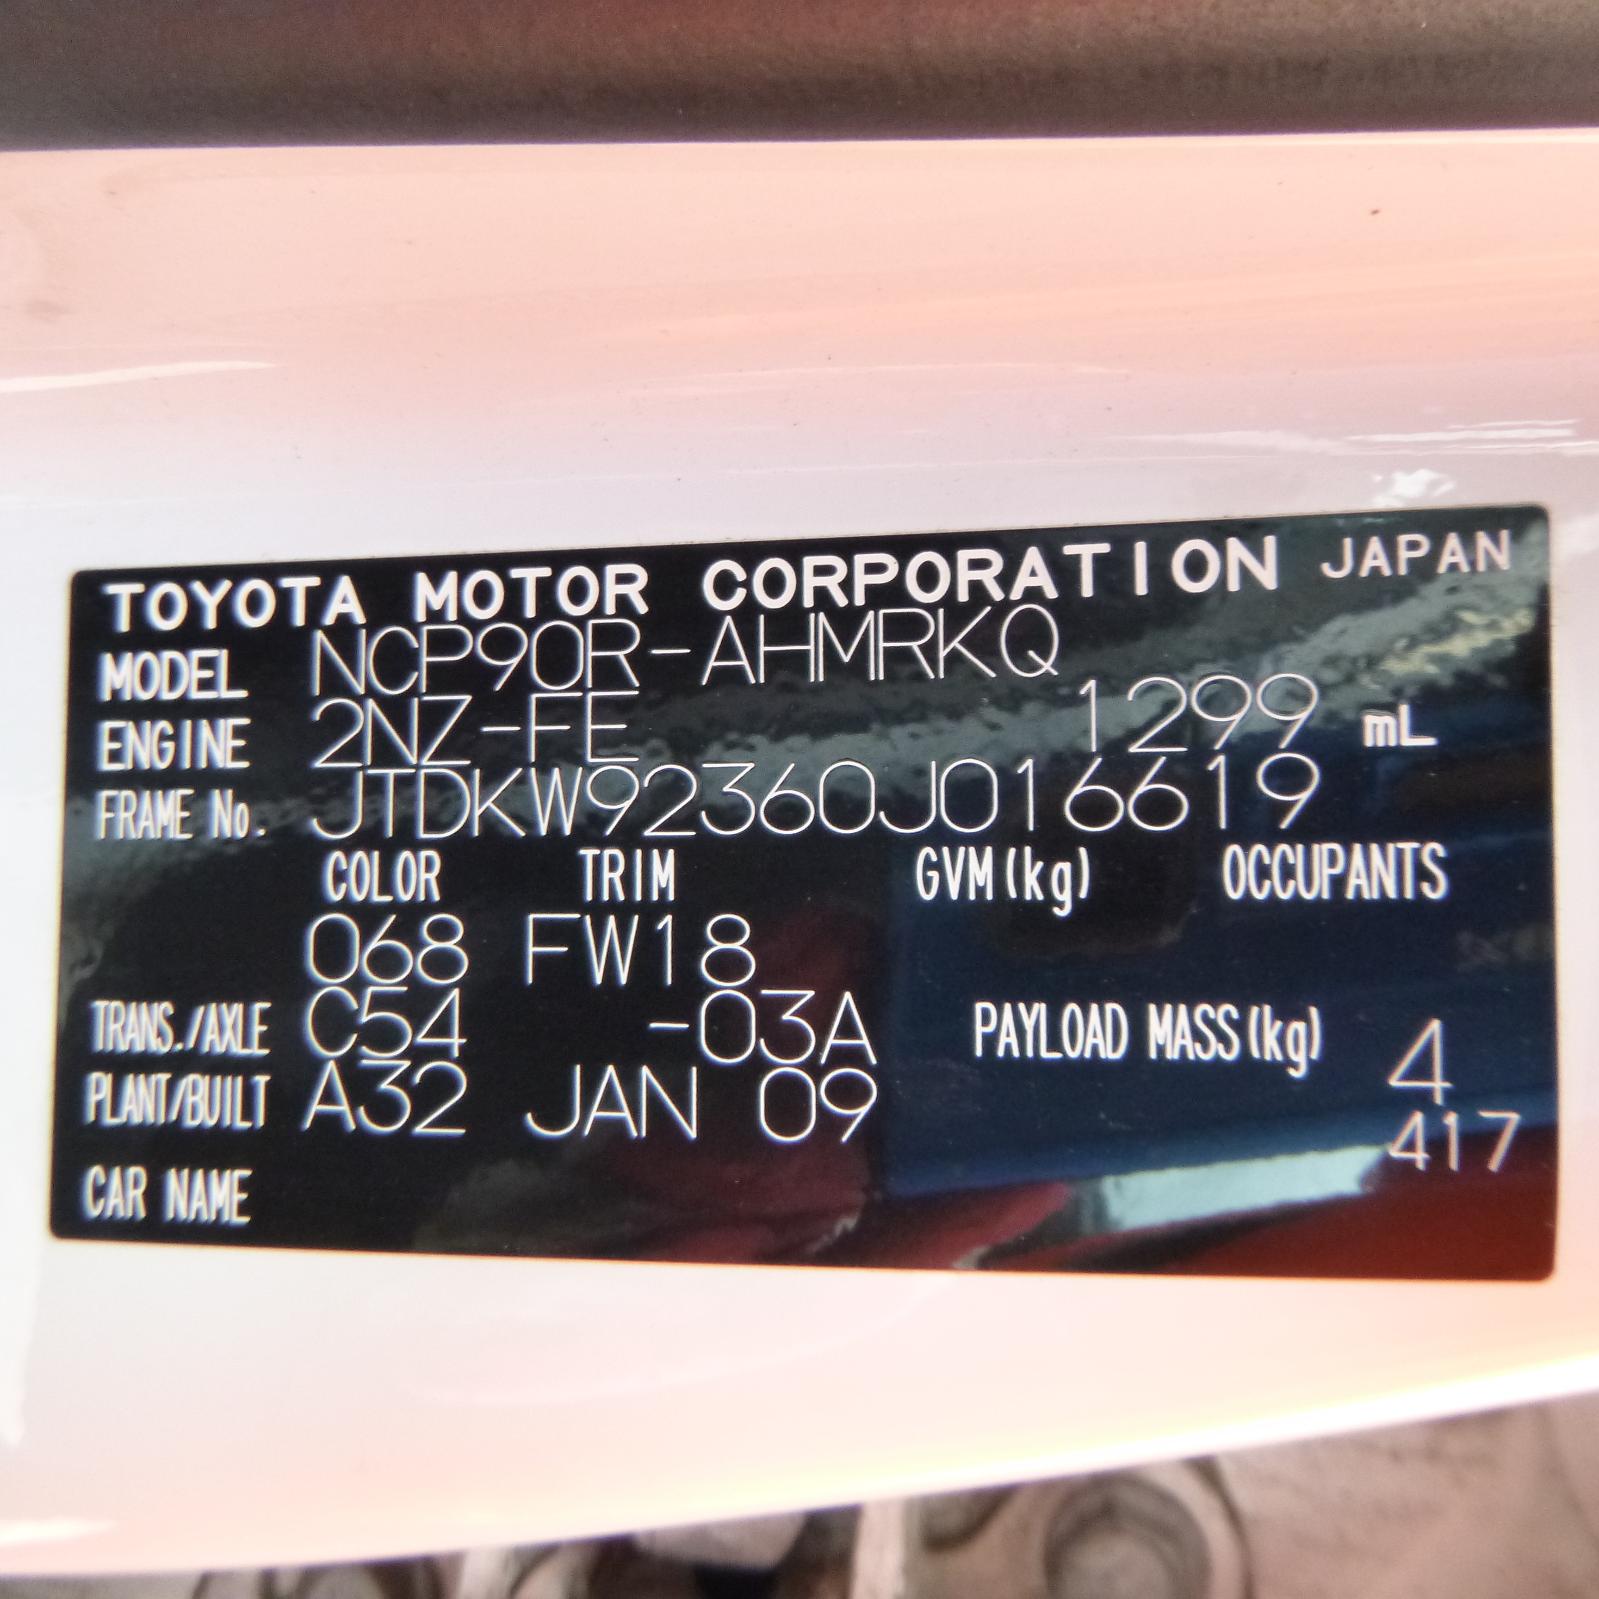 TOYOTA MOTOR CORPORATION JAPAN
MODEL NCP90R-AHMRKQ
ENGINE 2NZ-FE 1299 mL
FRAME No. JTDKW92360J016619
COLOR TRIM GVM(kg) OCCUPANTS
068 FW18
TRANS./AXLE C54 -03A PAYLOAD MASS(kg) 4
PLANT/BUILT A32 JAN 09 417
CAR NAME